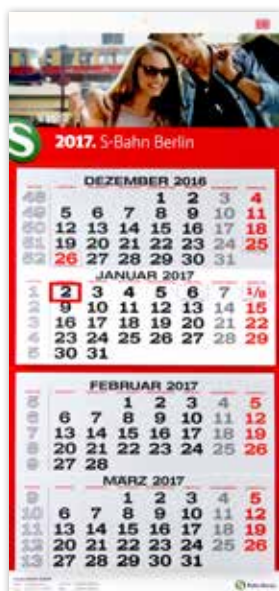 DB
S
2017. S-Bahn Berlin
DEZEMBER 2016
48 1 2 3 4
49 5 6 7 8 9 10 11
50 12 13 14 15 16 17 18
51 19 20 21 22 23 24 25
52 26 27 28 29 30 31
JANUAR 2017
1 2 3 4 5 6 7 1/8
2 9 10 11 12 13 14 15
3 16 17 18 19 20 21 22
4 23 24 25 26 27 28 29
5 30 31
FEBRUAR 2017
5 1 2 3 4 5
6 6 7 8 9 10 11 12
7 13 14 15 16 17 18 19
8 20 21 22 23 24 25 26
9 27 28
MÄRZ 2017
9 1 2 3 4 5
10 6 7 8 9 10 11 12
11 13 14 15 16 17 18 19
12 20 21 22 23 24 25 26
13 27 28 29 30 31